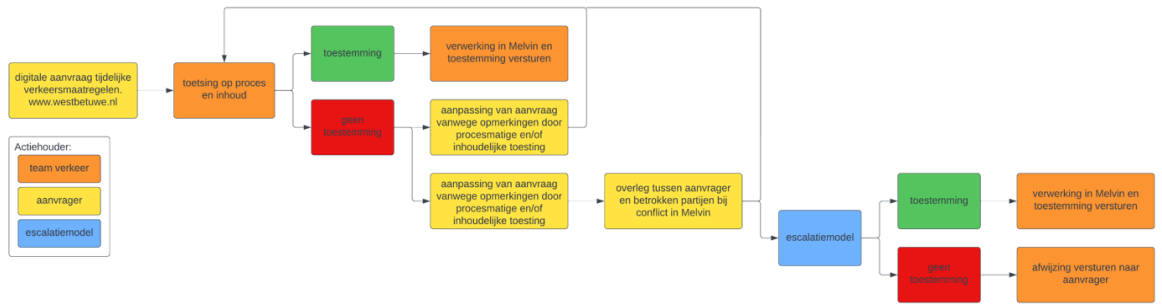 digitale aanvraag tijdelijke
verkeersmaatregelen.
www.westbetuwe.nl
toetsing op proces
en inhoud
toestemming
verwerking in Melvin en
toestemming versturen
geen
toestemming
aanpassing van aanvraag
vanwege opmerkingen door
procesmatige en/of
inhoudelijke toesting
aanpassing van aanvraag
vanwege opmerkingen door
procesmatige en/of
inhoudelijke toesting
overleg tussen aanvrager
en betrokken partijen bij
conflict in Melvin
escalatiemodel
toestemming
verwerking in Melvin en
toestemming versturen
geen
toestemming
afwijzing versturen naar
aanvrager
Actiehouder:
team verkeer
aanvrager
escalatiemodel